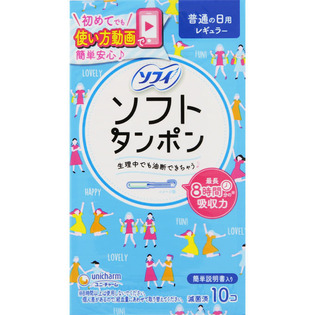 初めてでも
使い方動画で
簡単安心♪
普通の日用
レギュラー
ソフィ
ソフト
タンポン
生理中でも油断できちゃう♪
最長
8時間
吸収力
LOVELY
LOVELY
FUN!
HAPPY
FUN!
LOVELY
FUN!
unicharm
ユニ・チャーム
簡単説明書入り
滅菌済
10コ